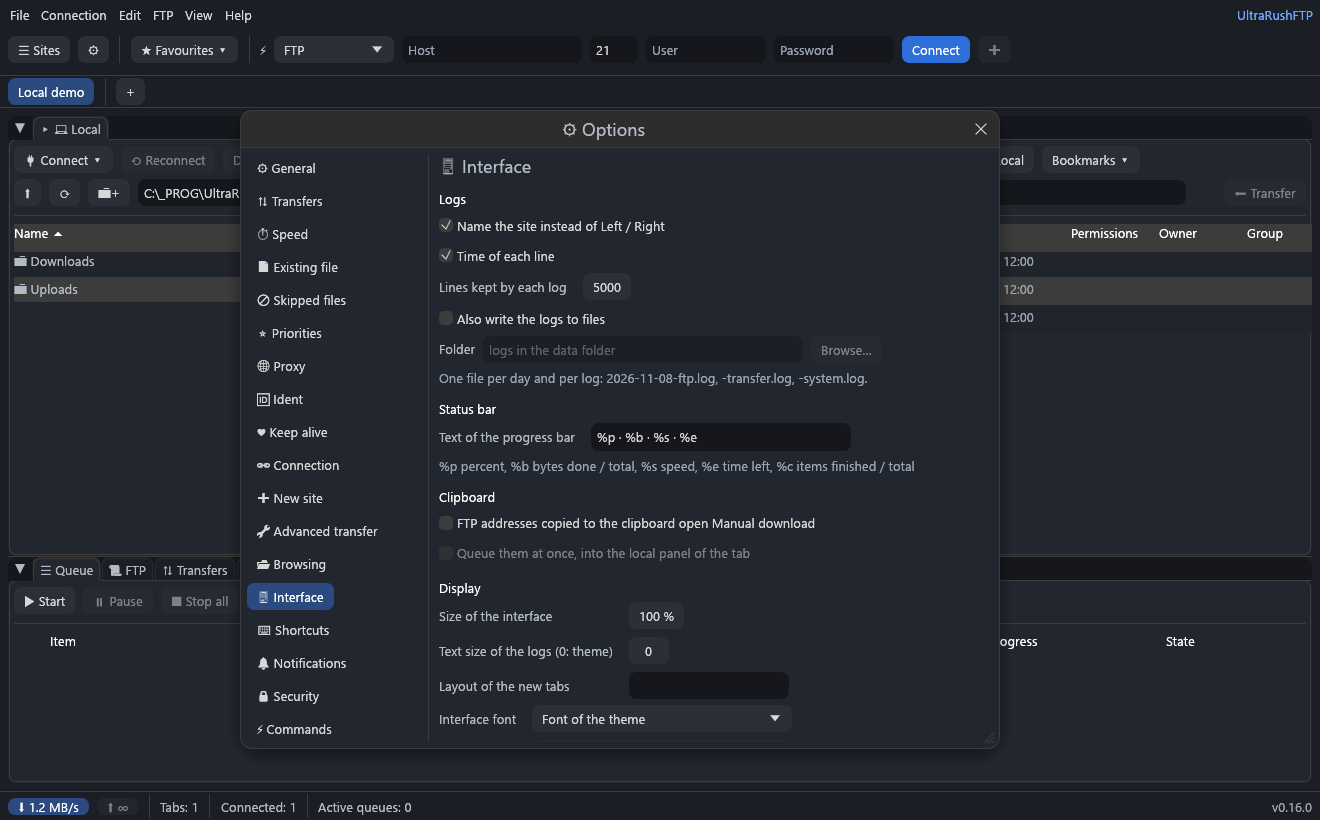 File Connection Edit FTP View Help UltraRushFTP
Sites Favourites FTP Host 21 User Password Connect +
Local demo +
Local
Options
Connect Reconnect D ocal Bookmarks
C:\_PROG\UltraR Transfer
Name Permissions Owner Group
Downloads 12:00
Uploads 12:00
12:00
General
Transfers
Speed
Existing file
Skipped files
Priorities
Proxy
Ident
Keep alive
Connection
New site
Advanced transfer
Browsing
Interface
Shortcuts
Notifications
Security
Commands
Interface
Logs
Name the site instead of Left / Right
Time of each line
Lines kept by each log 5000
Also write the logs to files
Folder logs in the data folder Browse...
One file per day and per log: 2026-11-08-ftp.log, -transfer.log, -system.log.
Status bar
Text of the progress bar %p · %b · %s · %e
%p percent, %b bytes done / total, %s speed, %e time left, %c items finished / total
Clipboard
FTP addresses copied to the clipboard open Manual download
Queue them at once, into the local panel of the tab
Display
Size of the interface 100 %
Text size of the logs (0: theme) 0
Layout of the new tabs
Interface font Font of the theme
Queue FTP Transfers
Start Pause Stop all
Item ogress State
1.2 MB/s ∞ Tabs: 1 Connected: 1 Active queues: 0 v0.16.0